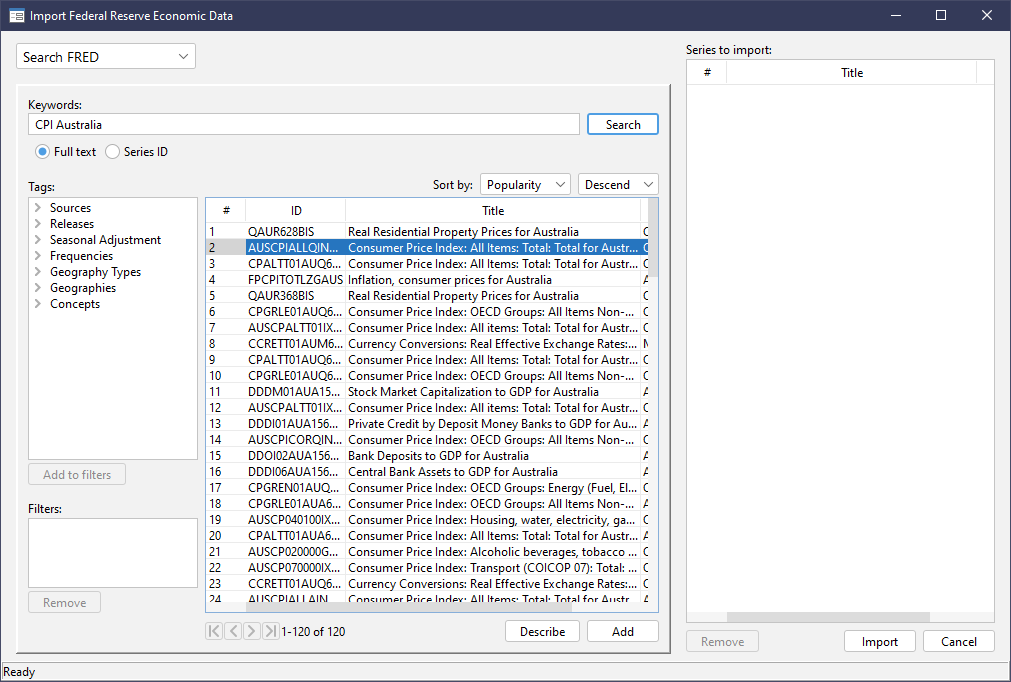 Import Federal Reserve Economic Data
Search FRED
Keywords:
CPI Australia
Search
Full text
Series ID
Tags:
Sort by:
Popularity
Descend
Sources
Releases
Seasonal Adjustment
Frequencies
Geography Types
Geographies
Concepts
Add to filters
Filters:
Remove
# ID Title
1 QAUR628BIS Real Residential Property Prices for Australia
2 AUSCPIALLQIN... Consumer Price Index: All Items: Total: Total for Austr...
3 CPALTT01AUQ6... Consumer Price Index: All Items: Total: Total for Austr...
4 FPCPITOTLZGAUS Inflation, consumer prices for Australia
5 QAUR368BIS Real Residential Property Prices for Australia
6 CPGRLE01AUQ6... Consumer Price Index: OECD Groups: All Items Non-...
7 AUSCPALTT01IX... Consumer Price Index: All items: Total: Total for Austr...
8 CCRETT01AUM6... Currency Conversions: Real Effective Exchange Rates:...
9 CPALTT01AUQ6... Consumer Price Index: All Items: Total: Total for Austr...
10 CPGRLE01AUQ6... Consumer Price Index: OECD Groups: All Items Non-...
11 DDDM01AUA15... Stock Market Capitalization to GDP for Australia
12 AUSCPALTT01IX... Consumer Price Index: All items: Total: Total for Austr...
13 DDDI01AUA156... Private Credit by Deposit Money Banks to GDP for Au...
14 AUSCPICORQIN... Consumer Price Index: OECD Groups: All Items Non-...
15 DDOI02AUA156... Bank Deposits to GDP for Australia
16 DDDI06AUA156... Central Bank Assets to GDP for Australia
17 CPGREN01AUQ... Consumer Price Index: OECD Groups: Energy (Fuel, El...
18 CPGRLE01AUA6... Consumer Price Index: OECD Groups: All Items Non-...
19 AUSCP040100IX... Consumer Price Index: Housing, water, electricity, ga...
20 CPALTT01AUA6... Consumer Price Index: All Items: Total: Total for Austr...
21 AUSCP020000G... Consumer Price Index: Alcoholic beverages, tobacco ...
22 AUSCP070000IX... Consumer Price Index: Transport (COICOP 07): Total: ...
23 CCRETT01AUQ6... Currency Conversions: Real Effective Exchange Rates:...
24 AUSCPIALLAIN... Consumer Price Index: All Items: Total: Total for Austr...
1-120 of 120
Describe
Add
Series to import:
# Title
Remove
Import
Cancel
Ready